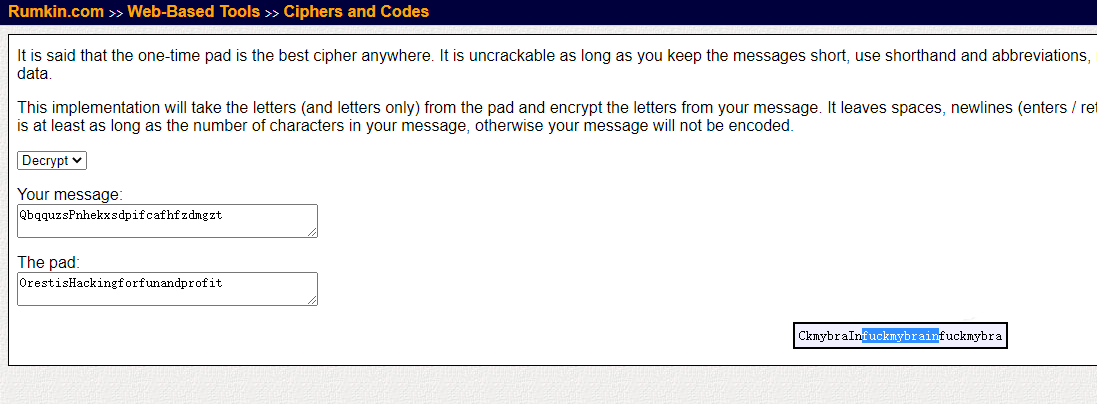 Rumkin.com >> Web-Based Tools >> Ciphers and Codes
It is said that the one-time pad is the best cipher anywhere. It is uncrackable as long as you keep the messages short, use shorthand and abbreviations,
data.
This implementation will take the letters (and letters only) from the pad and encrypt the letters from your message. It leaves spaces, newlines (enters / ret
is at least as long as the number of characters in your message, otherwise your message will not be encoded.
Decrypt
Your message:
QbqquzsPnhekxsdpifcafhfzdmgzt
The pad:
OrestisHackingforfunandprofit
CkmybraInfuckmybrainfuckmybra